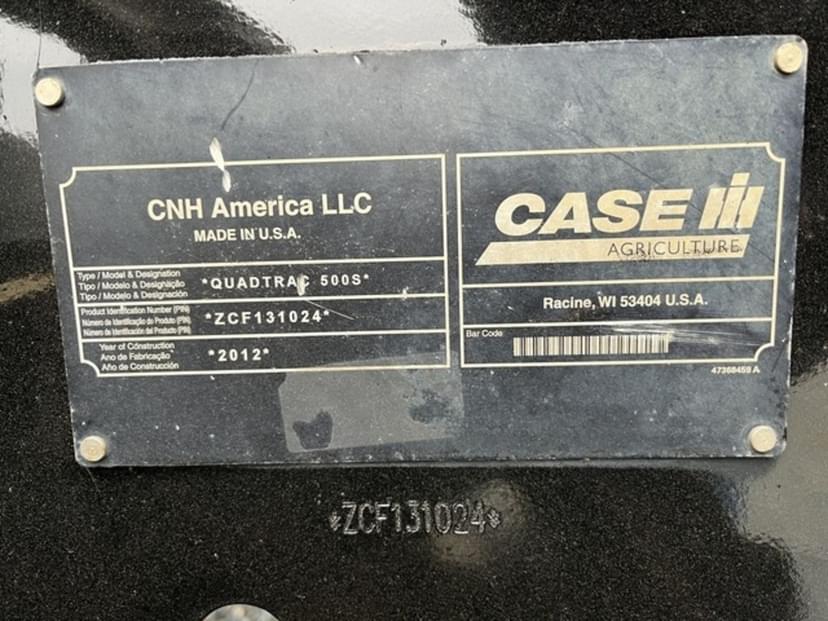 CNH America LLC
MADE IN U.S.A.
Type / Model & Designation
Tipo / Modelo & Designação
Tipo / Modelo & Designación
*QUADTRAC 500S*
Product Identification Number (PIN)
Número de Identificação do Produto (PIN)
Número de Identificación del Producto (PIN)
*ZCF131024*
Year of Construction
Ano de Fabricação
Año de Construcción
*2012*
CASE IH
AGRICULTURE
Racine, WI 53404 U.S.A.
Bar Code
47368459 A
*ZCF131024*